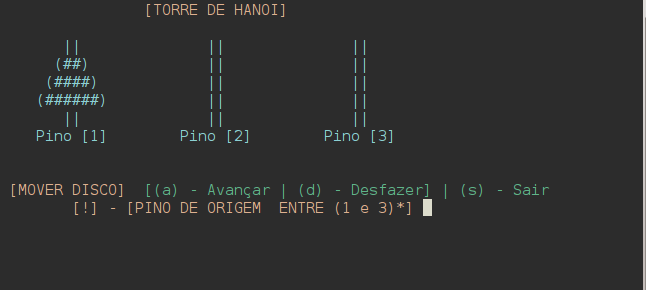 [TORRE DE HANOI]
|| || ||
(##) || ||
(####) || ||
(######) || ||
|| || ||
Pino [1] Pino [2] Pino [3]
[MOVER DISCO] [(a) - Avançar | (d) - Desfazer] | (s) - Sair
[!] - [PINO DE ORIGEM  ENTRE (1 e 3)*]